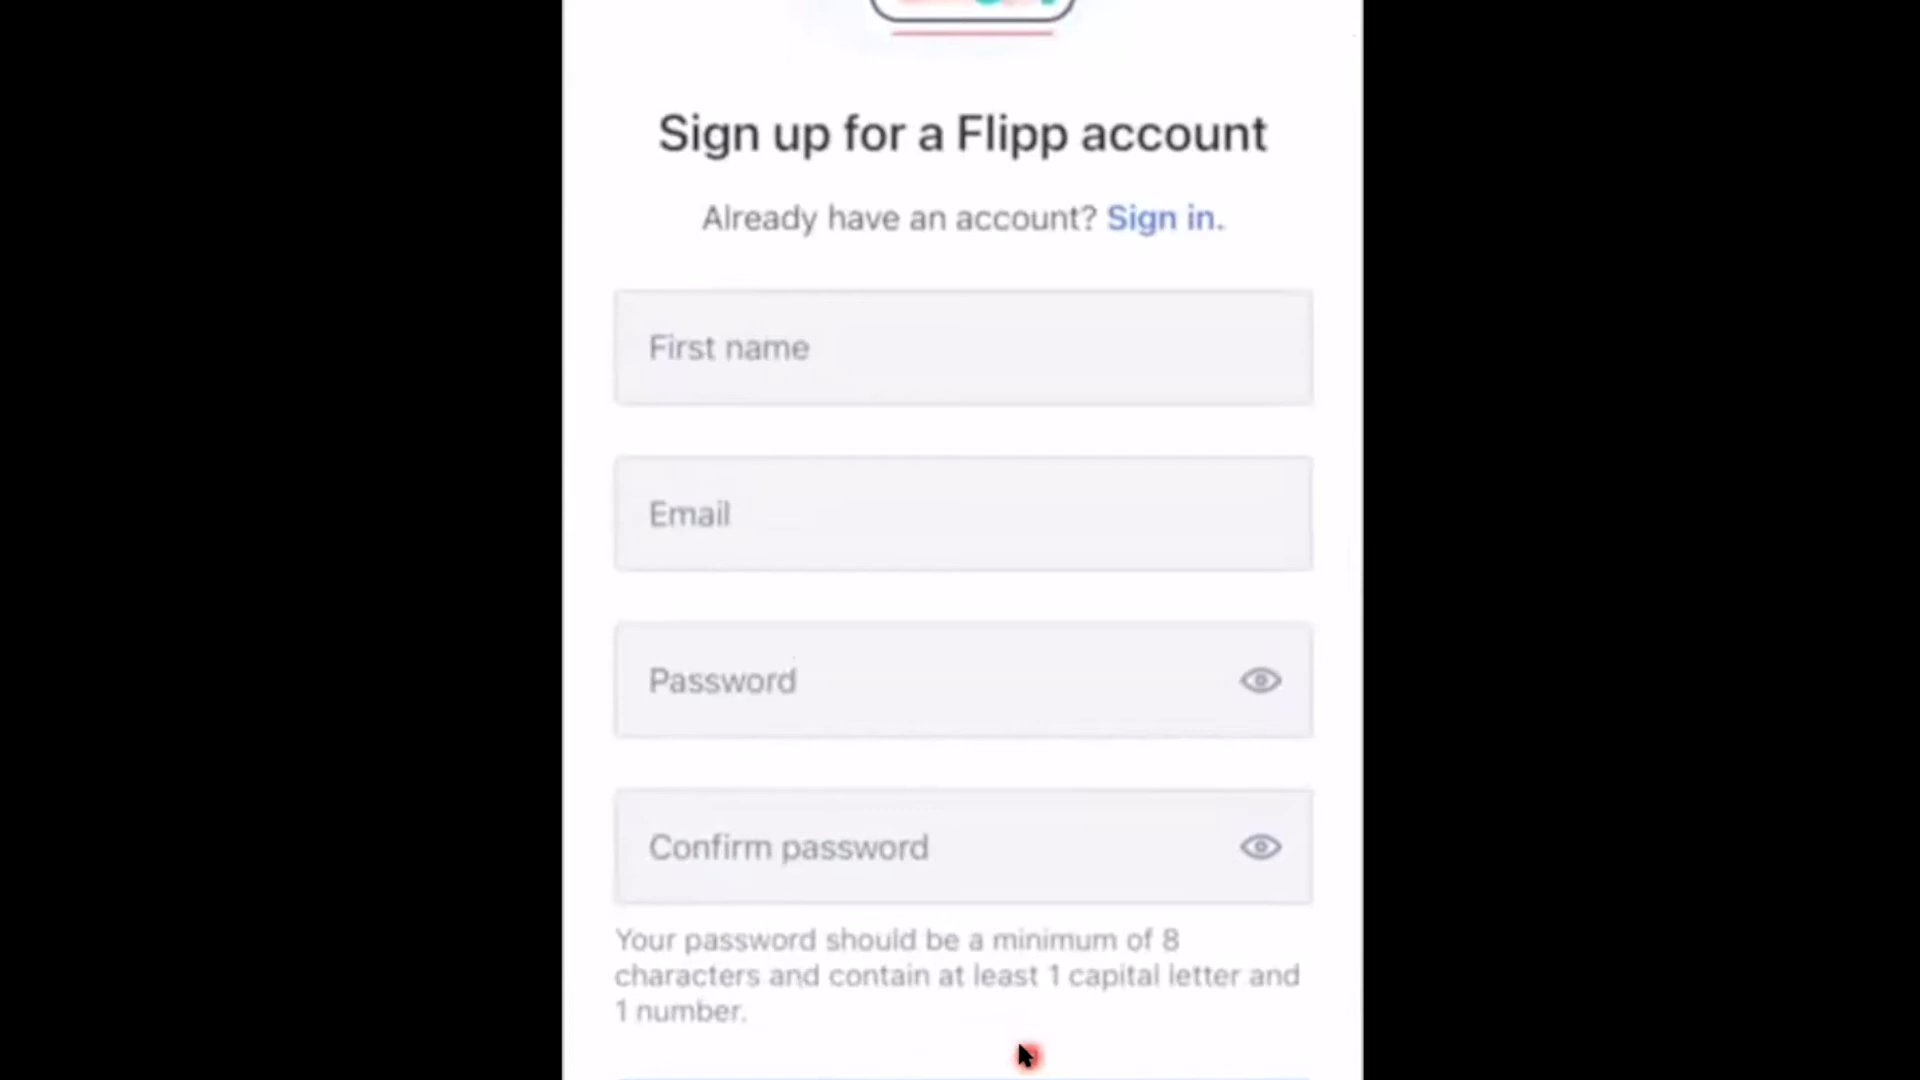 Sign up for a Flipp account
Already have an account? Sign in.
First name
Email
Password
Confirm password
Your password should be a minimum of 8
characters and contain at least 1 capital letter and
1 number.